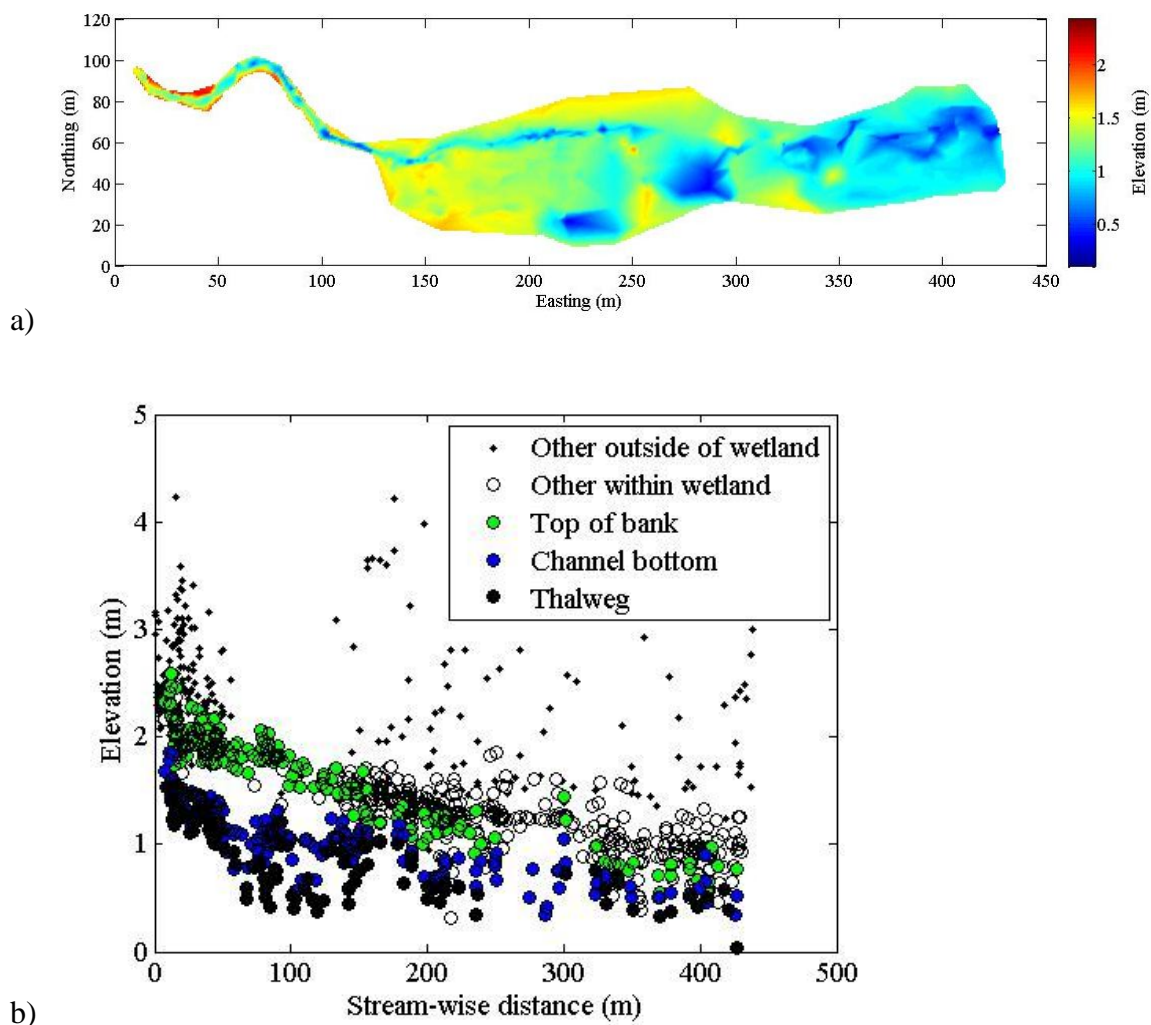 120
100
80
60
40
20
0
Northing (m)
0 50 100 150 200 250 300 350 400 450
Easting (m)
2
1.5
1
0.5
Elevation (m)
a)
5
4
3
2
1
0
Elevation (m)
Other outside of wetland
Other within wetland
Top of bank
Channel bottom
Thalweg
0 100 200 300 400 500
Stream-wise distance (m)
b)